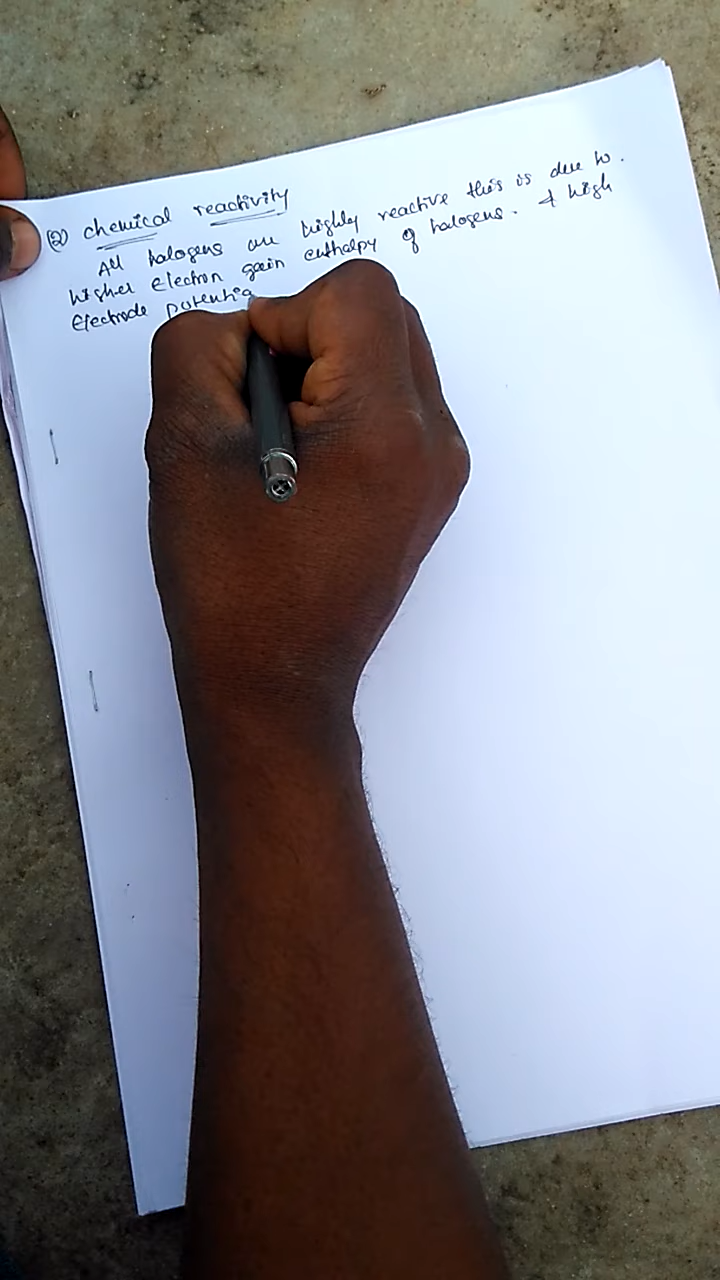 (2) chemical reactivity
All halogens are highly reactive this is due to.
higher electron gain enthalpy of halogens. & high
Electrode potentia